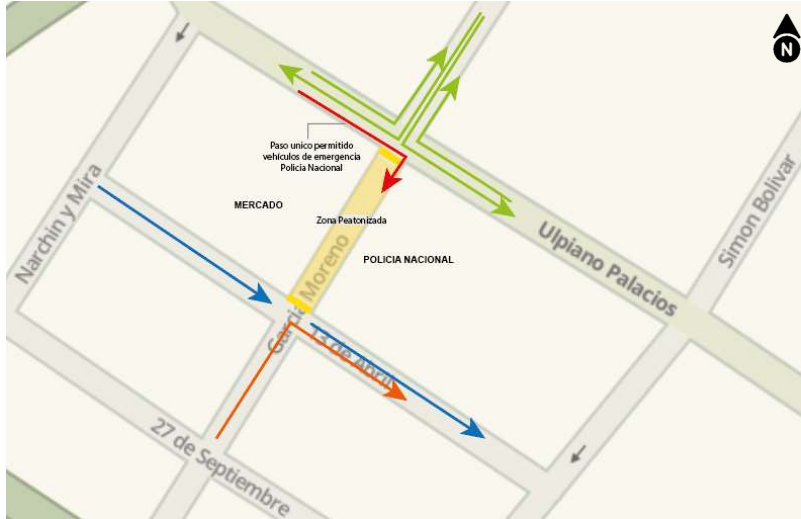 N
Paso unico permitido
vehículos de emergencia
Policia Nacional
Narchin y Mira
MERCADO
Zona Peatonizada
Simon Bolivar
Ulpiano Palacios
POLICIA NACIONAL
Garcia Moreno
13 de Abril
27 de Septiembre